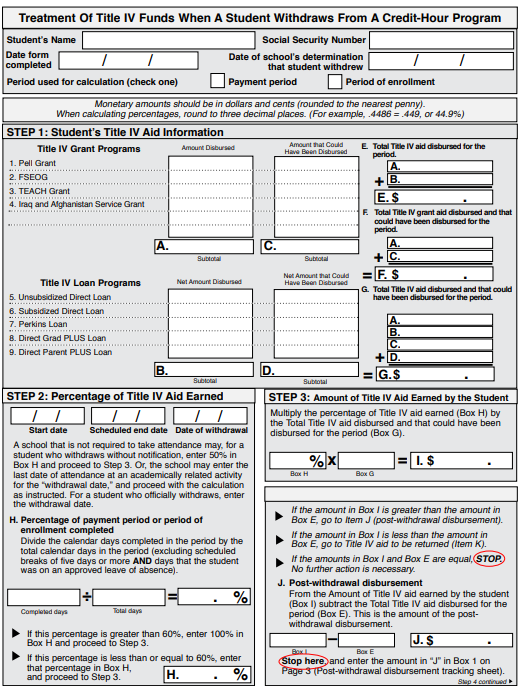 Treatment Of Title IV Funds When A Student Withdraws From A Credit-Hour Program
Student's Name
Social Security Number
Date form
completed
/ /
Date of school's determination
that student withdrew
/ /
Period used for calculation (check one)
Payment period
Period of enrollment
Monetary amounts should be in dollars and cents (rounded to the nearest penny).
When calculating percentages, round to three decimal places. (For example, .4486 = .449, or 44.9%)
STEP 1: Student's Title IV Aid Information
Title IV Grant Programs
Amount Disbursed
Amount that Could
Have Been Disbursed
1. Pell Grant
2. FSEOG
3. TEACH Grant
4. Iraq and Afghanistan Service Grant
A.
Subtotal
C.
Subtotal
Title IV Loan Programs
Net Amount Disbursed
Net Amount that Could
Have Been Disbursed
5. Unsubsidized Direct Loan
6. Subsidized Direct Loan
7. Perkins Loan
8. Direct Grad PLUS Loan
9. Direct Parent PLUS Loan
B.
Subtotal
D.
Subtotal
E. Total Title IV aid disbursed for the
period.
A.
+ B.
E. $ .
F. Total Title IV grant aid disbursed and that
could have been disbursed for the
period.
A.
+ C.
= F. $ .
G. Total Title IV aid disbursed and that could
have been disbursed for the period.
A.
B.
C.
+ D.
= G. $ .
STEP 2: Percentage of Title IV Aid Earned
/ /
/ /
/ /
Start date
Scheduled end date
Date of withdrawal
A school that is not required to take attendance may, for a
student who withdraws without notification, enter 50% in
Box H and proceed to Step 3. Or, the school may enter the
last date of attendance at an academically related activity
for the "withdrawal date," and proceed with the calculation
as instructed. For a student who officially withdraws, enter
the withdrawal date.
H. Percentage of payment period or period of
enrollment completed
Divide the calendar days completed in the period by the
total calendar days in the period (excluding scheduled
breaks of five days or more AND days that the student
was on an approved leave of absence).
÷ = . %
Completed days
Total days
► If this percentage is greater than 60%, enter 100% in
Box H and proceed to Step 3.
► If this percentage is less than or equal to 60%, enter
that percentage in Box H,
and proceed to Step 3.
H. . %
STEP 3: Amount of Title IV Aid Earned by the Student
Multiply the percentage of Title IV aid earned (Box H) by
the Total Title IV aid disbursed and that could have been
disbursed for the period (Box G).
% x = I. $ .
Box H
Box G
► If the amount in Box I is greater than the amount in
Box E, go to Item J (post-withdrawal disbursement).
► If the amount in Box I is less than the amount in
Box E, go to Title IV aid to be returned (Item K).
► If the amounts in Box I and Box E are equal, STOP.
No further action is necessary.
J. Post-withdrawal disbursement
From the Amount of Title IV aid earned by the student
(Box I) subtract the Total Title IV aid disbursed for the
period (Box E). This is the amount of the post-
withdrawal disbursement.
– = J. $ .
Box I
Box E
Stop here, and enter the amount in "J" in Box 1 on
Page 3 (Post-withdrawal disbursement tracking sheet).
Step 4 continued ►